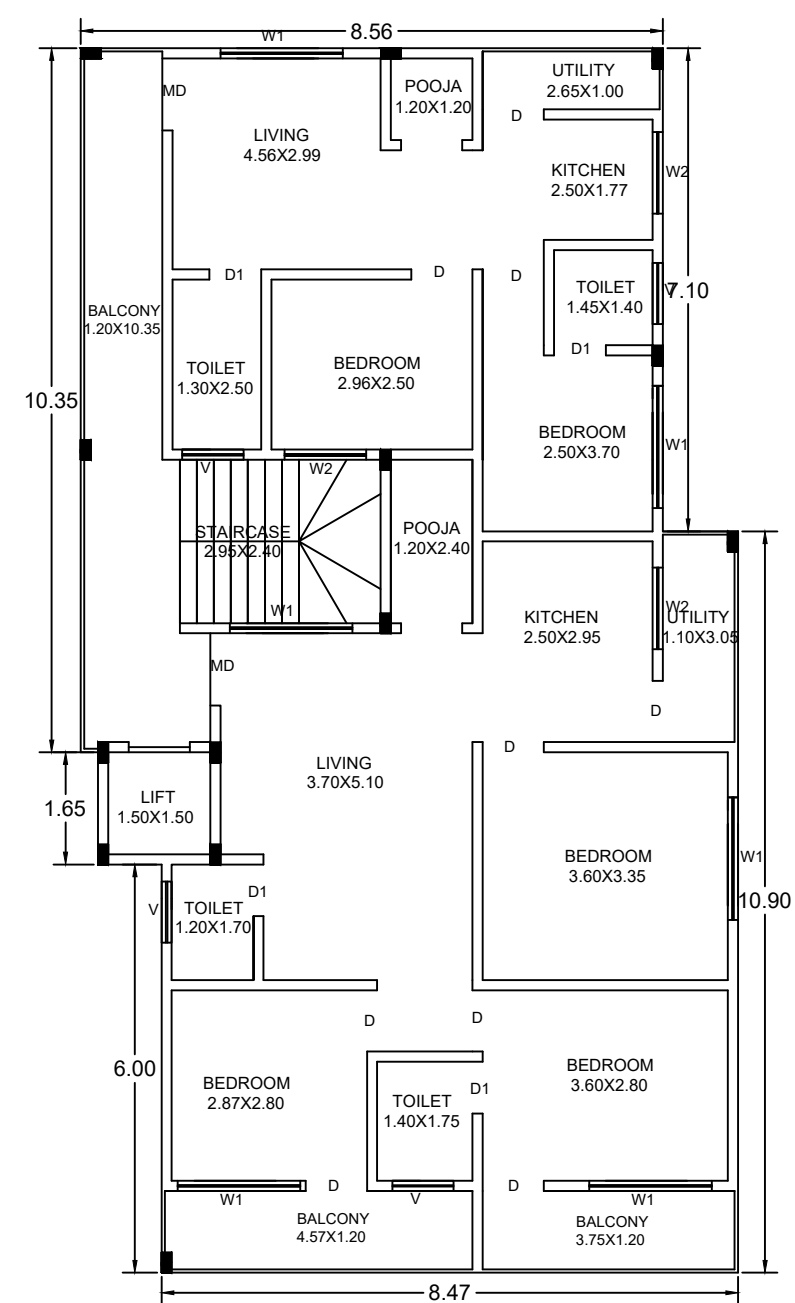 W1
8.56
MD
POOJA
1.20X1.20
UTILITY
2.65X1.00
D
LIVING
4.56X2.99
KITCHEN
2.50X1.77
W2
D1
D
D
TOILET
1.45X1.40
V
7.10
BALCONY
1.20X10.35
D1
TOILET
1.30X2.50
BEDROOM
2.96X2.50
10.35
BEDROOM
2.50X3.70
W1
V
W2
STAIRCASE
2.95X2.40
POOJA
1.20X2.40
W1
KITCHEN
2.50X2.95
W2
UTILITY
1.10X3.05
MD
D
D
LIVING
3.70X5.10
LIFT
1.50X1.50
1.65
BEDROOM
3.60X3.35
W1
10.90
D1
V
TOILET
1.20X1.70
D
D
6.00
BEDROOM
2.87X2.80
TOILET
1.40X1.75
D1
BEDROOM
3.60X2.80
W1
D
V
D
W1
BALCONY
4.57X1.20
BALCONY
3.75X1.20
8.47